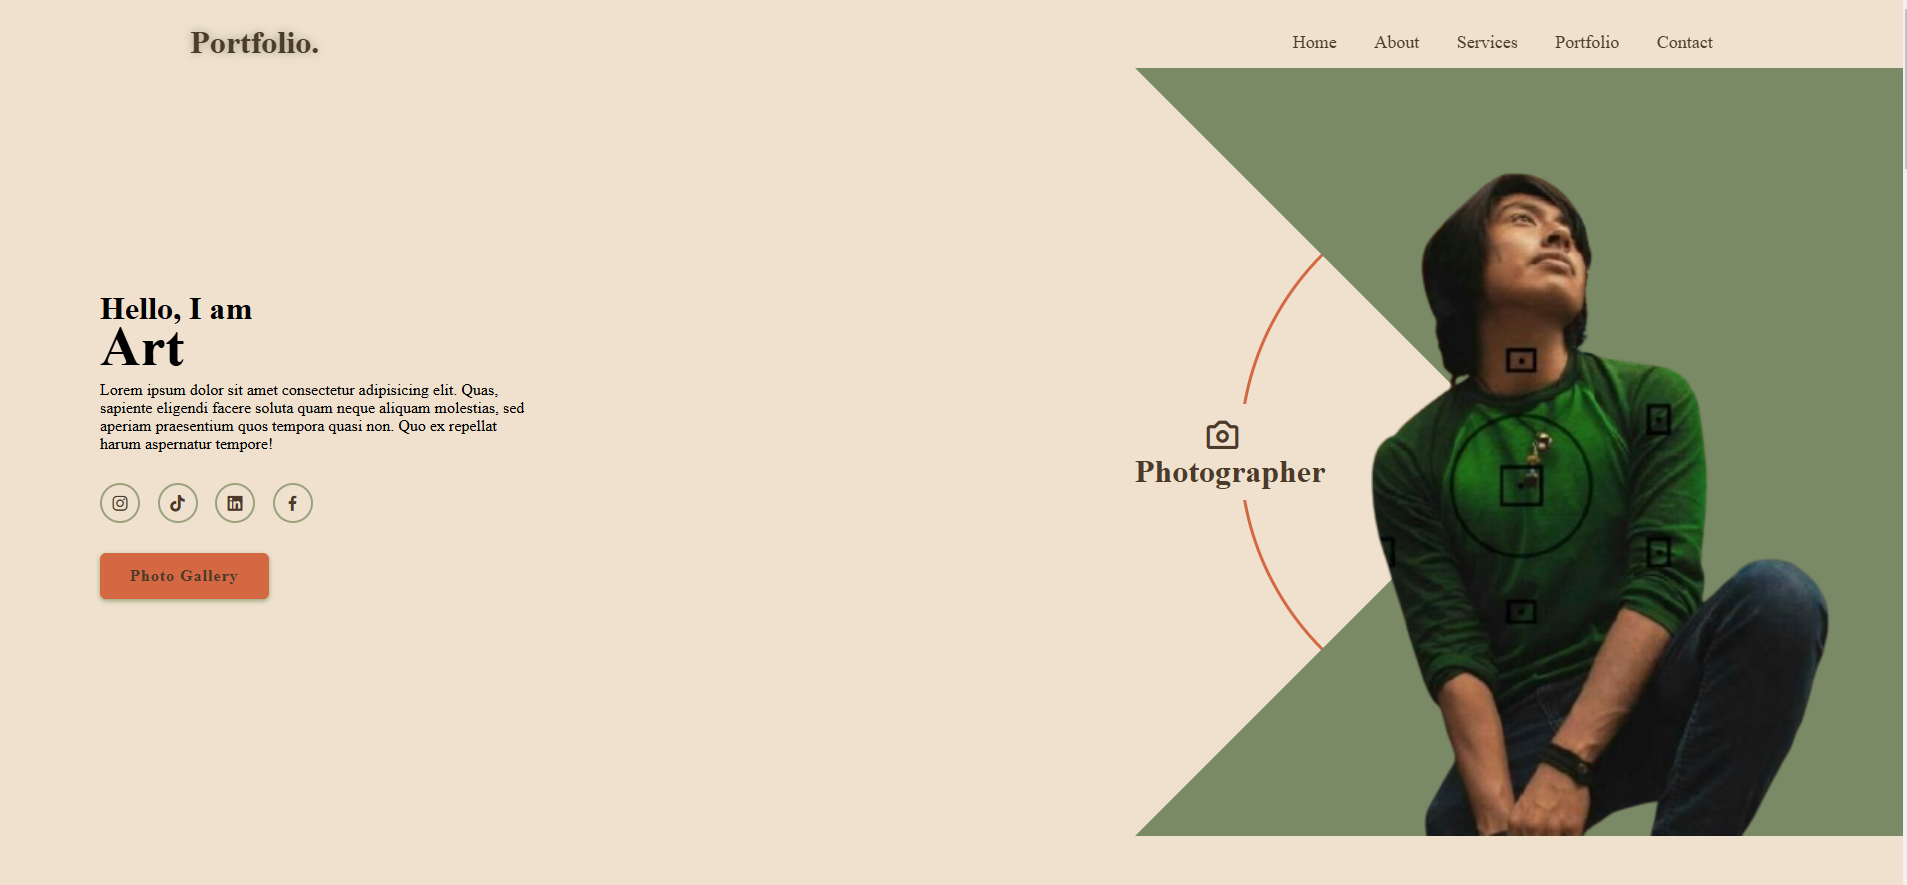 Portfolio.
Home About Services Portfolio Contact
Hello, I am
Art
Lorem ipsum dolor sit amet consectetur adipisicing elit. Quas,
sapiente eligendi facere soluta quam neque aliquam molestias, sed
aperiam praesentium quos tempora quasi non. Quo ex repellat
harum aspernatur tempore!
Photo Gallery
Photographer